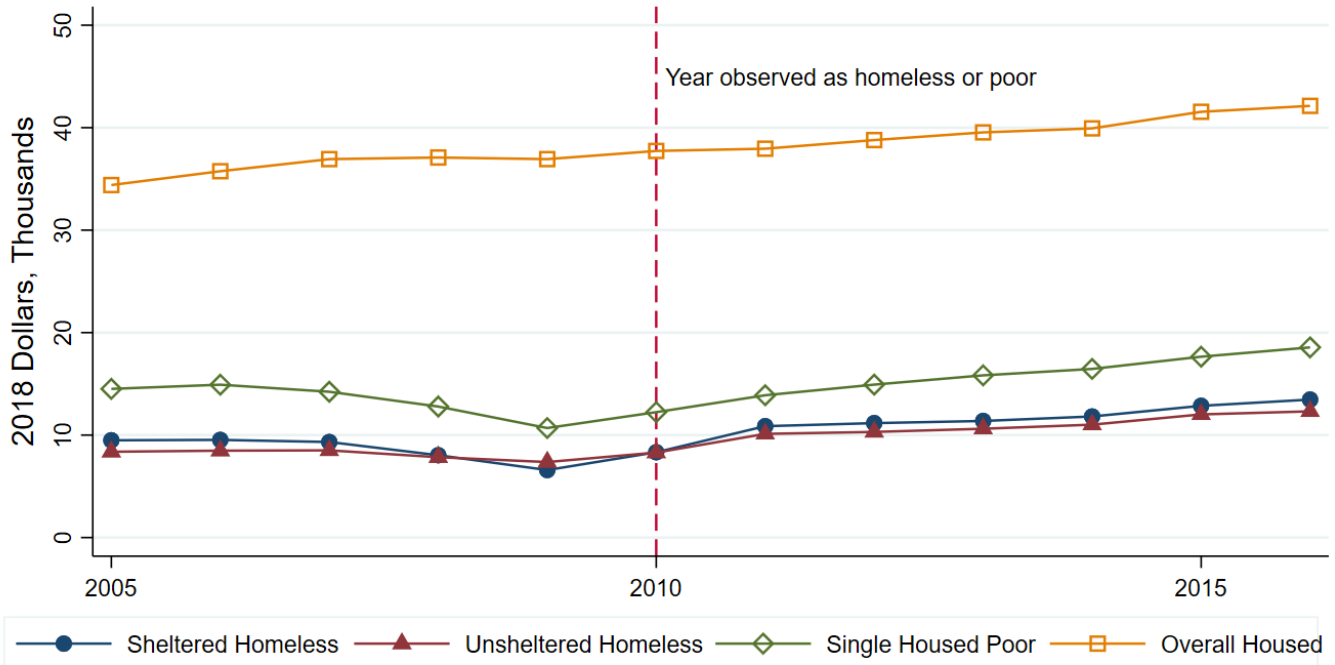 50
Year observed as homeless or poor
40
2018 Dollars, Thousands
30
20
10
0
2005 2010 2015
Sheltered Homeless Unsheltered Homeless Single Housed Poor Overall Housed